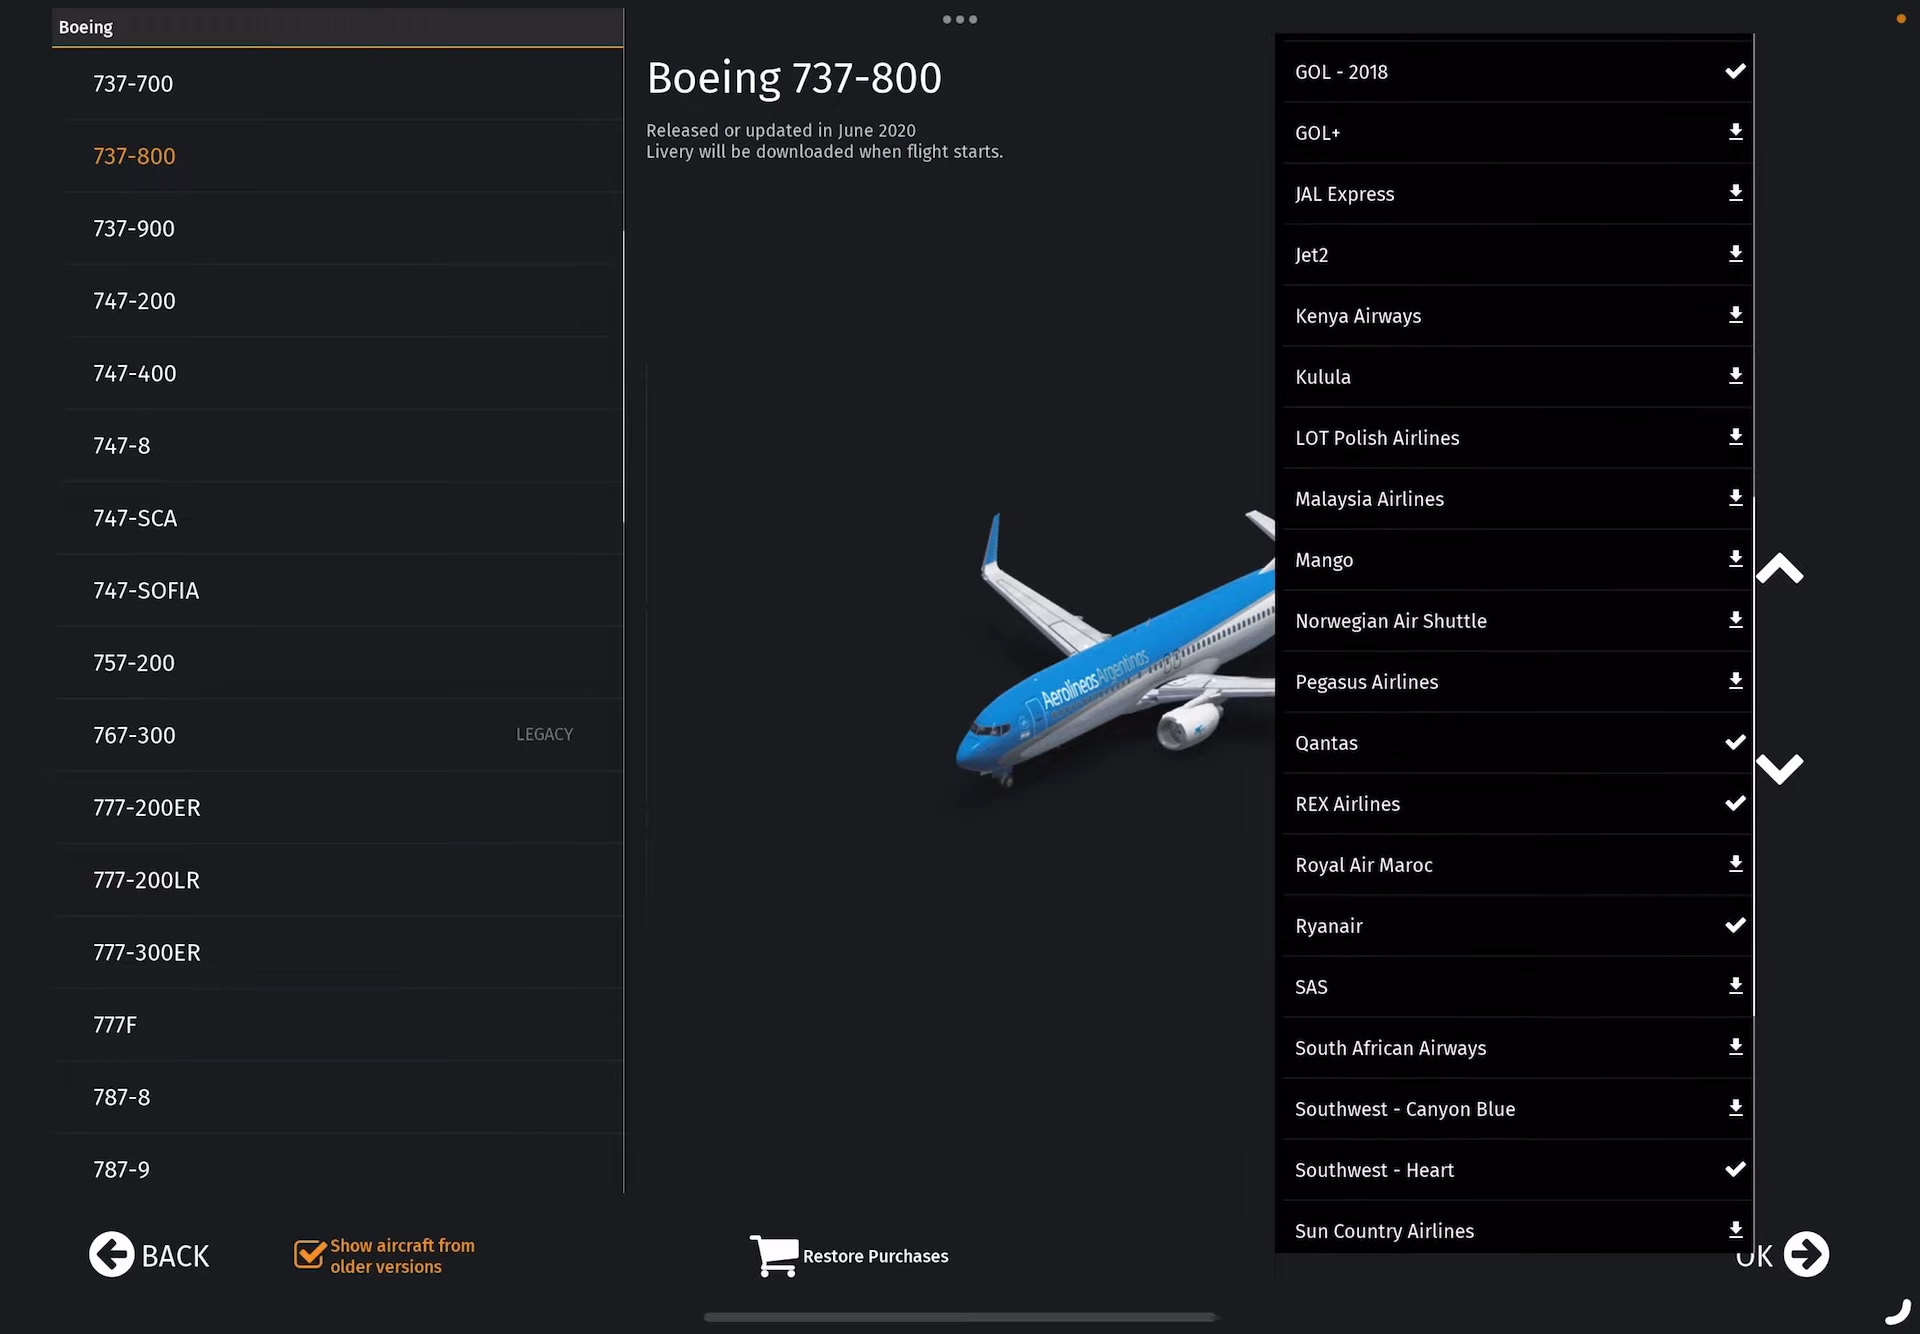 Boeing
737-700
737-800
737-900
747-200
747-400
747-8
747-SCA
747-SOFIA
757-200
767-300 LEGACY
777-200ER
777-200LR
777-300ER
777F
787-8
787-9
Boeing 737-800
Released or updated in June 2020
Livery will be downloaded when flight starts.
Aerolíneas Argentinas
GOL - 2018
GOL+
JAL Express
Jet2
Kenya Airways
Kulula
LOT Polish Airlines
Malaysia Airlines
Mango
Norwegian Air Shuttle
Pegasus Airlines
Qantas
REX Airlines
Royal Air Maroc
Ryanair
SAS
South African Airways
Southwest - Canyon Blue
Southwest - Heart
Sun Country Airlines
BACK
Show aircraft from
older versions
Restore Purchases
OK